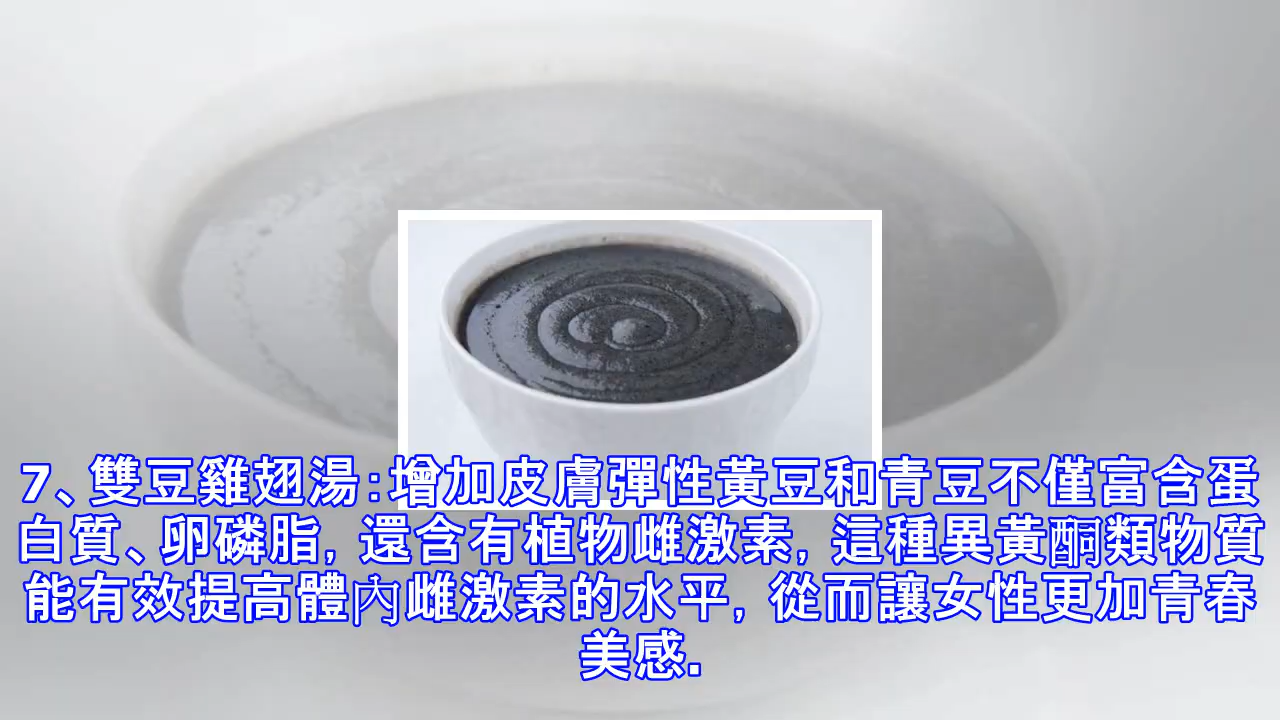 7、雙豆雞翅湯:增加皮膚彈性黃豆和青豆不僅富含蛋
白質、卵磷脂, 還含有植物雌激素, 這種異黃酮類物質
能有效提高體內雌激素的水平, 從而讓女性更加青春
美感.